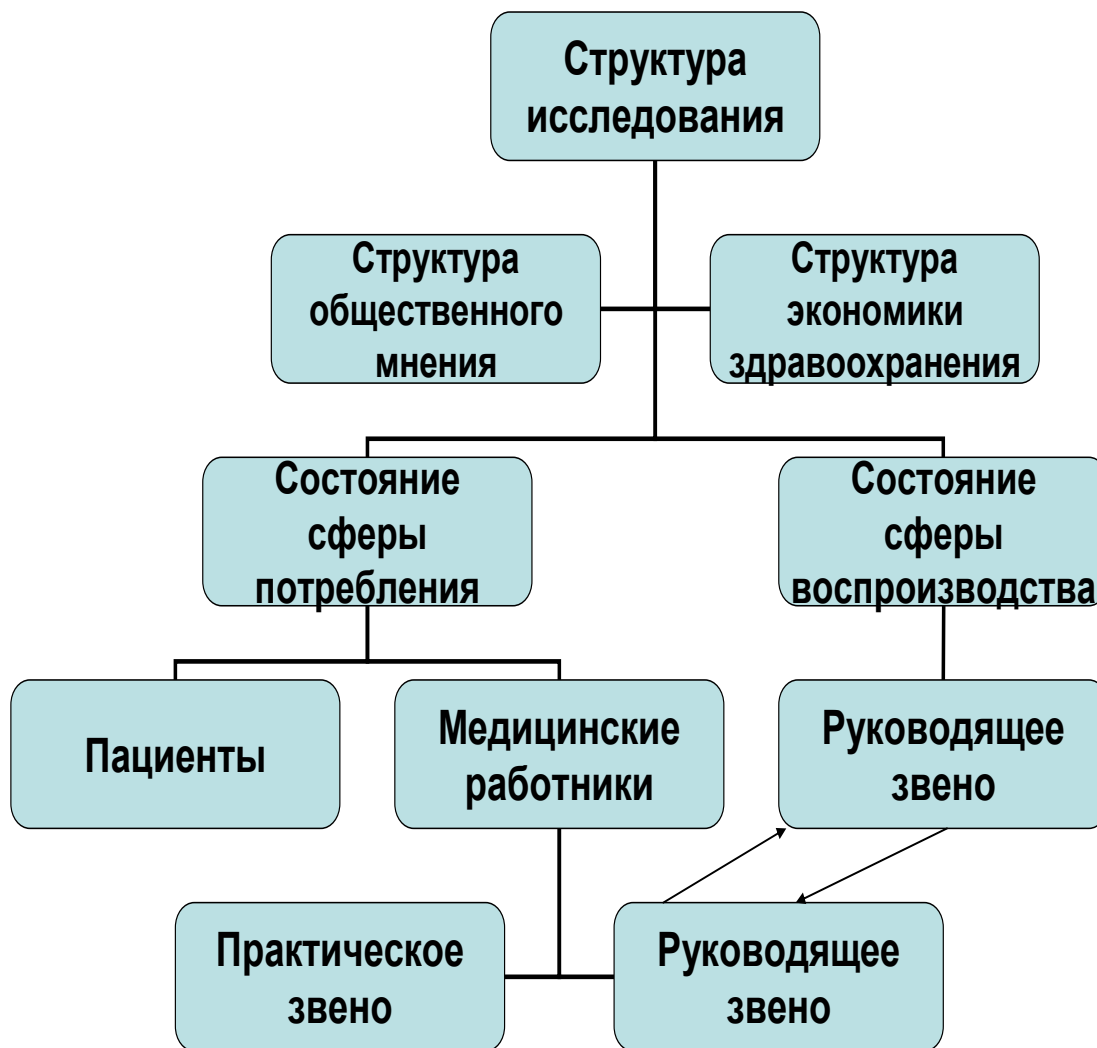 Структура
исследования
Структура
общественного
мнения
Структура
экономики
здравоохранения
Состояние
сферы
потребления
Состояние
сферы
воспроизводства
Пациенты
Медицинские
работники
Руководящее
звено
Практическое
звено
Руководящее
звено